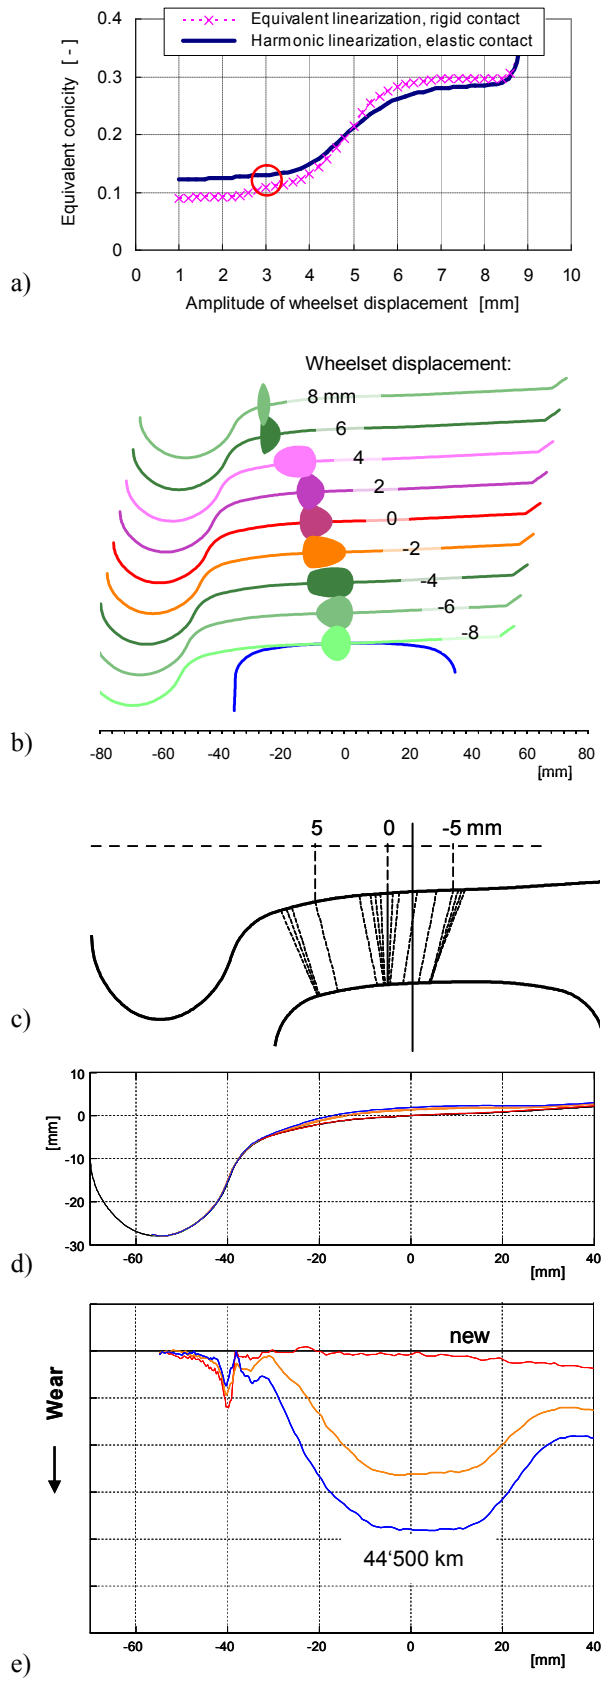 0.4
Equivalent linearization, rigid contact
Harmonic linearization, elastic contact
0.3
0.2
0.1
0
Equivalent conicity [ - ]
0 1 2 3 4 5 6 7 8 9 10
Amplitude of wheelset displacement [mm]
a)
Wheelset displacement:
8 mm
6
4
2
0
-2
-4
-6
-8
b)
-80 -60 -40 -20 0 20 40 60 80
[mm]
5 0 -5 mm
c)
10
0
-10
-20
-30
[mm]
-60 -40 -20 0 20 40
[mm]
d)
new
Wear
44'500 km
-60 -40 -20 0 20 40
[mm]
e)